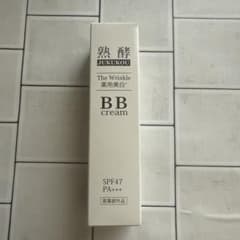 熟酵
JUKUKOU
The Wrinkle
薬用美白
BB
cream
SPF47
PA+++
医薬部外品